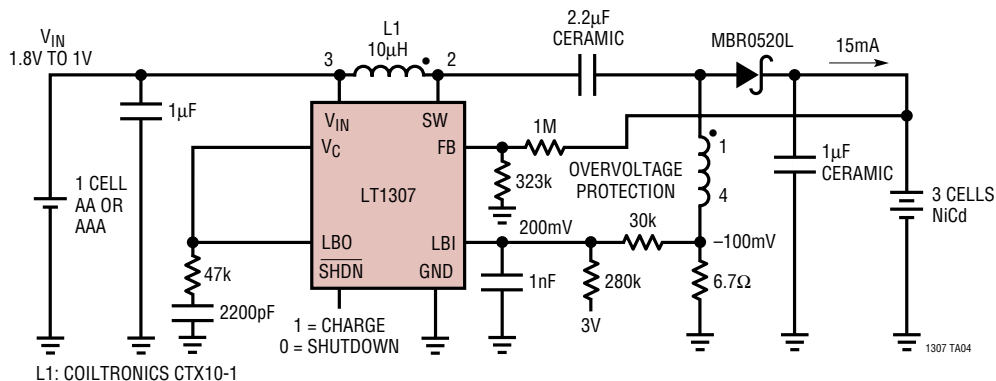 VIN
1.8V TO 1V
1µF
1 CELL
AA OR
AAA
47k
2200pF
L1
10µH
3
2
VIN
SW
VC
FB
LT1307
LBO
LBI
SHDN
GND
1 = CHARGE
0 = SHUTDOWN
2.2µF
CERAMIC
MBR0520L
15mA
1M
323k
OVERVOLTAGE
PROTECTION
1
4
1µF
CERAMIC
3 CELLS
NiCd
200mV
30k
–100mV
1nF
280k
3V
6.7Ω
1307 TA04
L1: COILTRONICS CTX10-1